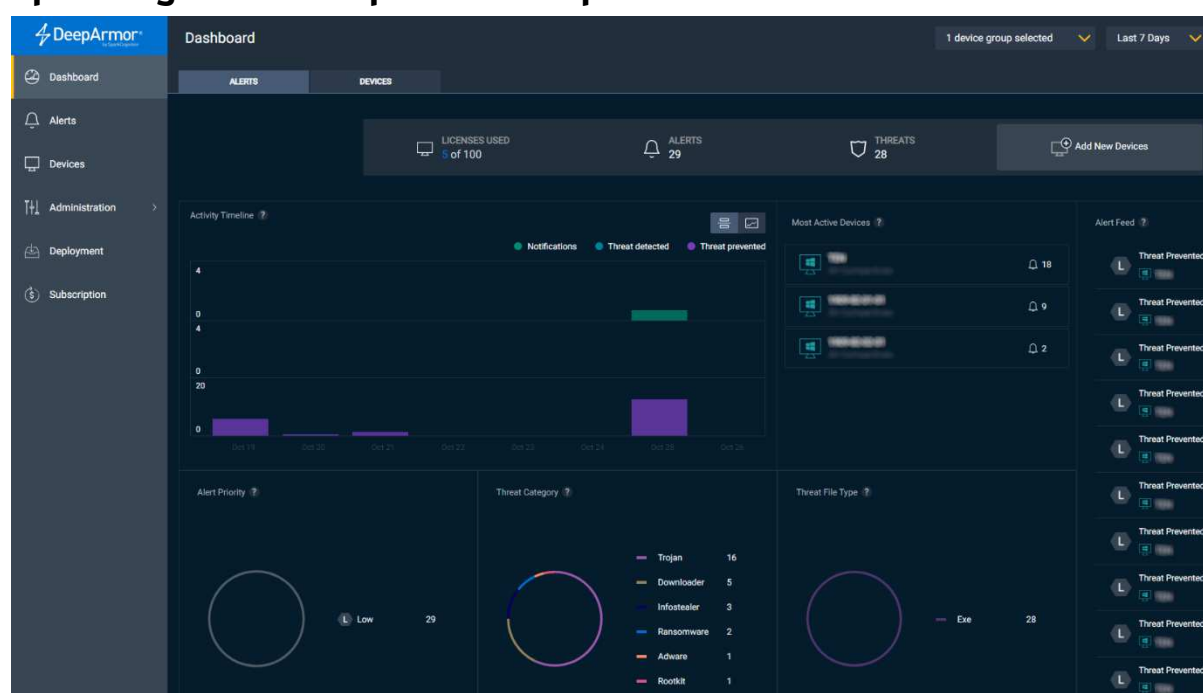 DeepArmor
by SparkCognition
Dashboard
1 device group selected
Last 7 Days
Dashboard
Alerts
Devices
Administration
Deployment
Subscription
ALERTS
DEVICES
LICENSES USED
5 of 100
ALERTS
29
THREATS
28
Add New Devices
Activity Timeline ?
Notifications
Threat detected
Threat prevented
4
0
4
0
20
0
Oct 19
Oct 20
Oct 21
Oct 22
Oct 23
Oct 24
Oct 25
Oct 26
Most Active Devices ?
18
9
2
Alert Feed ?
L Threat Prevented
L Threat Prevented
L Threat Prevented
L Threat Prevented
L Threat Prevented
L Threat Prevented
L Threat Prevented
L Threat Prevented
L Threat Prevented
L Threat Prevented
Alert Priority ?
L Low 29
Threat Category ?
Trojan 16
Downloader 5
Infostealer 3
Ransomware 2
Adware 1
Rootkit 1
Threat File Type ?
Exe 28